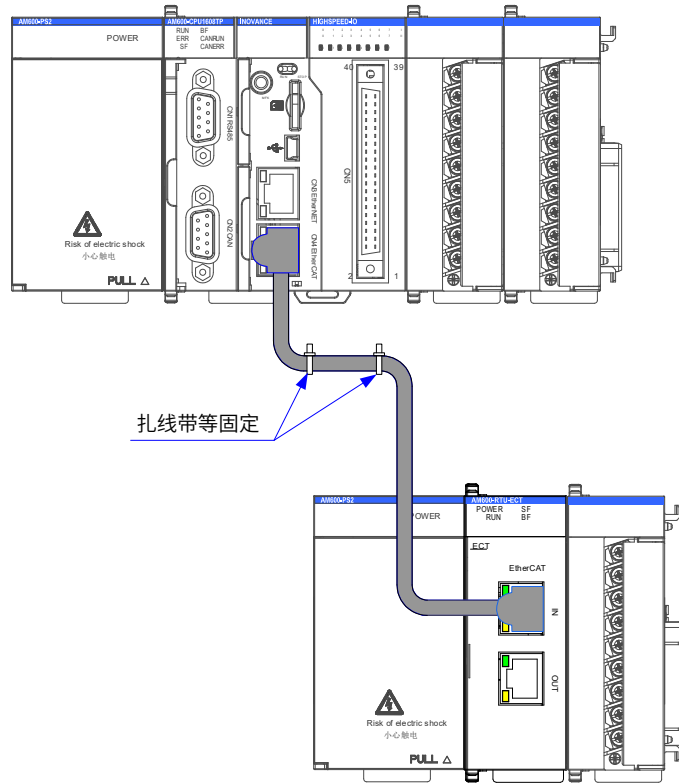 AM600-PS2
AM600-CPU1608TP
INOVANCE
HIGHSPEED-IO
POWER
RUN BF
ERR CANRUN
SF CANERR
CN1 RS485
CN2 CAN
40
39
CN5
CN3 EtherNET
CN4 EtherCAT
2
1
Risk of electric shock
小心触电
PULL △
扎线带等固定
AM600-PS2
AM600-RTU-ECT
POWER
POWER SF
RUN BF
ECT
EtherCAT
IN
OUT
Risk of electric shock
小心触电
PULL △